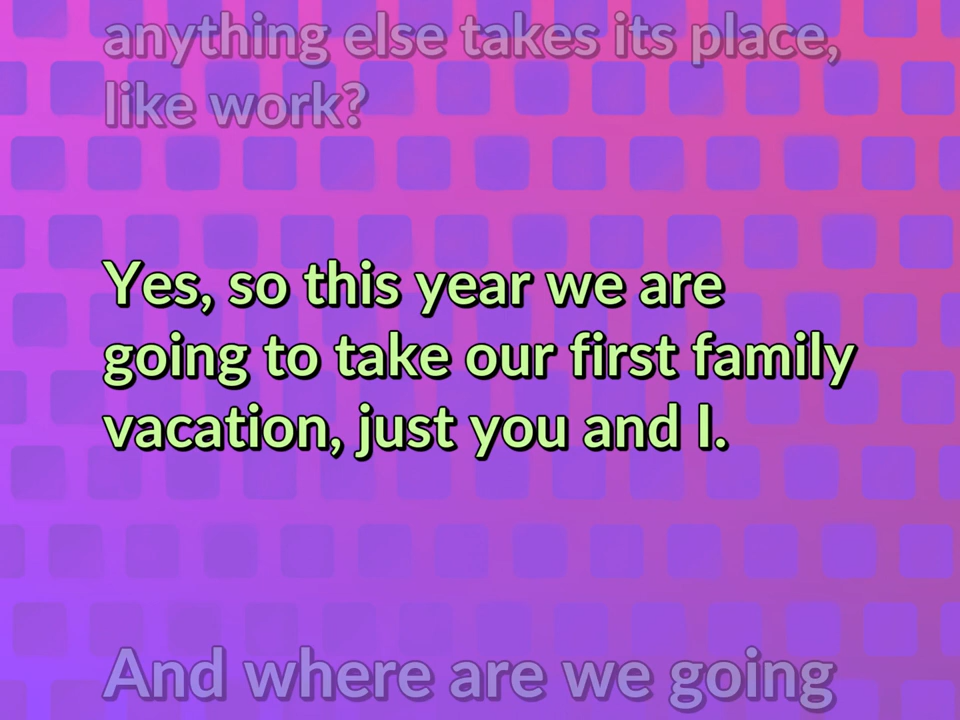 anything else takes its place,
like work?
Yes, so this year we are
going to take our first family
vacation, just you and I.
And where are we going